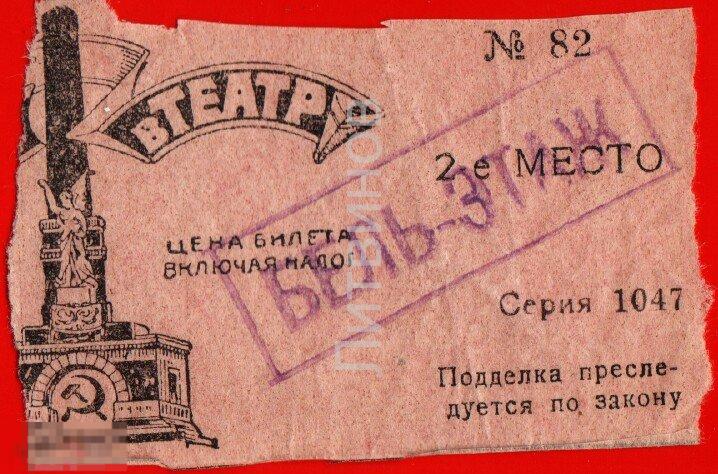 № 82
в ТЕАТР
2-е МЕСТО
БЕЛЬ-ЭТАЖ
ЦЕНА БИЛЕТА
ВКЛЮЧАЯ НАЛОГ
Серия 1047
Подделка пресле-
дуется по закону
ЛИТВИНОВ